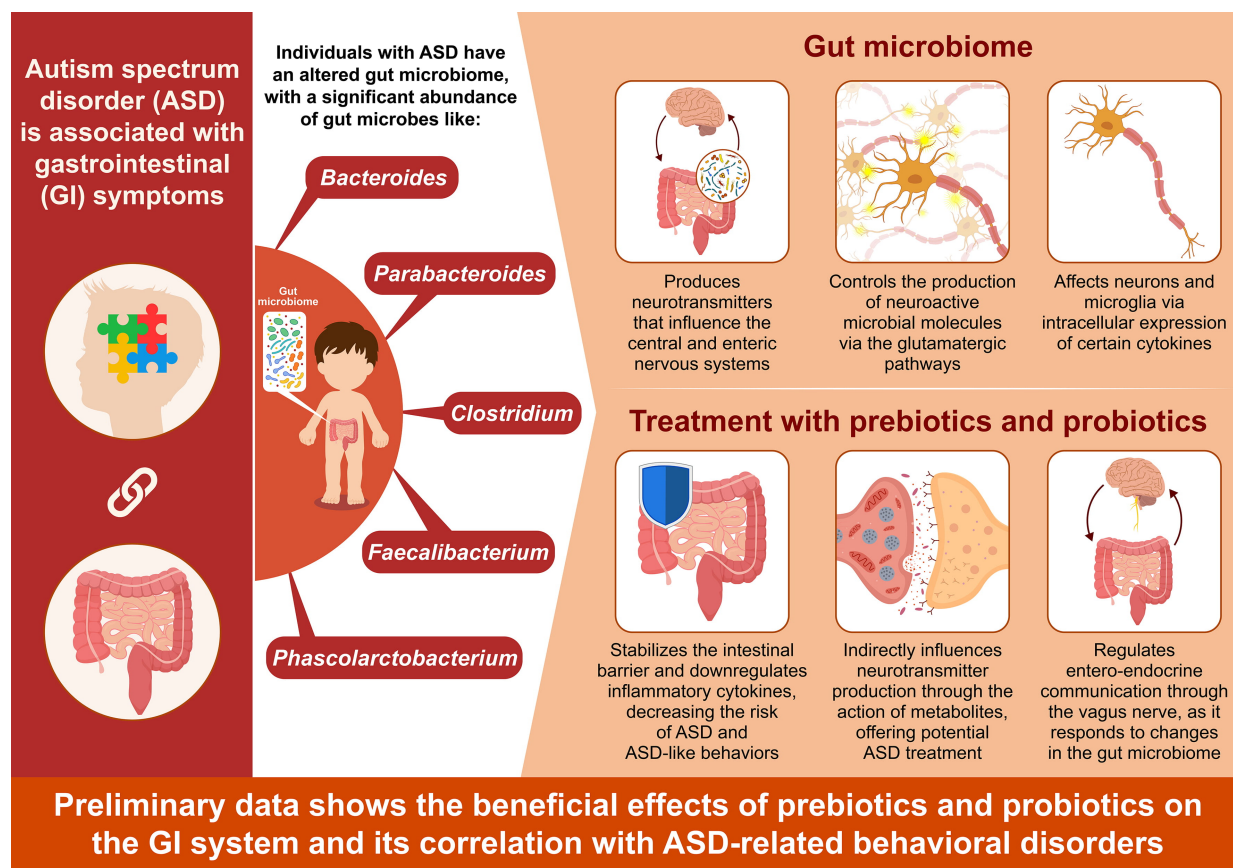 Autism spectrum
disorder (ASD)
is associated with
gastrointestinal
(GI) symptoms
Individuals with ASD have
an altered gut microbiome,
with a significant abundance
of gut microbes like:
Bacteroides
Parabacteroides
Gut
microbiome
Clostridium
Faecalibacterium
Phascolarctobacterium
Gut microbiome
Produces
neurotransmitters
that influence the
central and enteric
nervous systems
Controls the production
of neuroactive
microbial molecules
via the glutamatergic
pathways
Affects neurons and
microglia via
intracellular expression
of certain cytokines
Treatment with prebiotics and probiotics
Stabilizes the intestinal
barrier and downregulates
inflammatory cytokines,
decreasing the risk
of ASD and
ASD-like behaviors
Indirectly influences
neurotransmitter
production through the
action of metabolites,
offering potential
ASD treatment
Regulates
entero-endocrine
communication through
the vagus nerve, as it
responds to changes
in the gut microbiome
Preliminary data shows the beneficial effects of prebiotics and probiotics on
the GI system and its correlation with ASD-related behavioral disorders